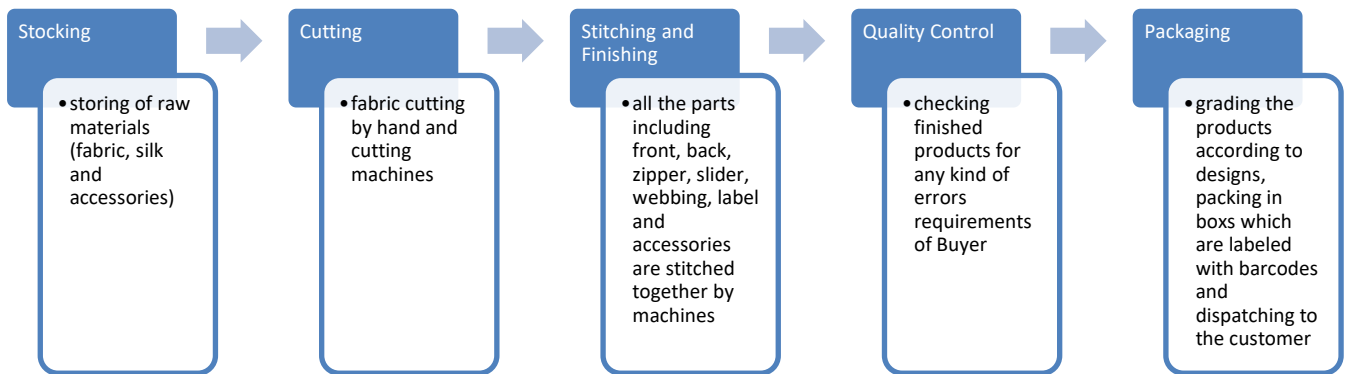 Stocking
•storing of raw
materials
(fabric, silk
and
accessories)
Cutting
•fabric cutting
by hand and
cutting
machines
Stitching and
Finishing
•all the parts
including
front, back,
zipper, slider,
webbing, label
and
accessories
are stitched
together by
machines
Quality Control
•checking
finished
products for
any kind of
errors
requirements
of Buyer
Packaging
•grading the
products
according to
designs,
packing in
boxs which
are labeled
with barcodes
and
dispatching to
the customer